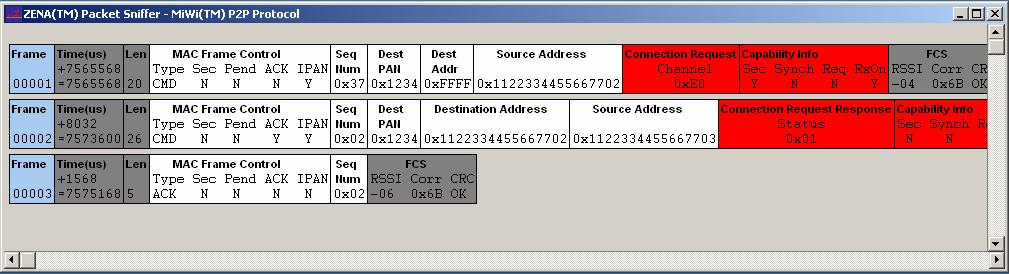 ZENA(TM) Packet Sniffer - MiWi(TM) P2P Protocol
Frame Time(us) Len MAC Frame Control Seq Dest Dest Source Address Connection Request Capability Info FCS
+7565568 Type Sec Pend ACK IPAN Num PAN Addr Channel Sec Synch Req RxOn RSSI Corr CR
00001 =7565568 20 CMD N N N Y 0x37 0x1234 0xFFFF 0x1122334455667702 0xE0 Y N N Y -04 0x6B OK
Frame Time(us) Len MAC Frame Control Seq Dest Destination Address Source Address Connection Request Response Capability Info
+8032 Type Sec Pend ACK IPAN Num PAN Status Sec Synch R
00002 =7573600 26 CMD N N Y Y 0x02 0x1234 0x1122334455667702 0x1122334455667703 0x01 N N
Frame Time(us) Len MAC Frame Control Seq FCS
+1568 Type Sec Pend ACK IPAN Num RSSI Corr CRC
00003 =7575168 5 ACK N N N Y 0x02 -06 0x6B OK